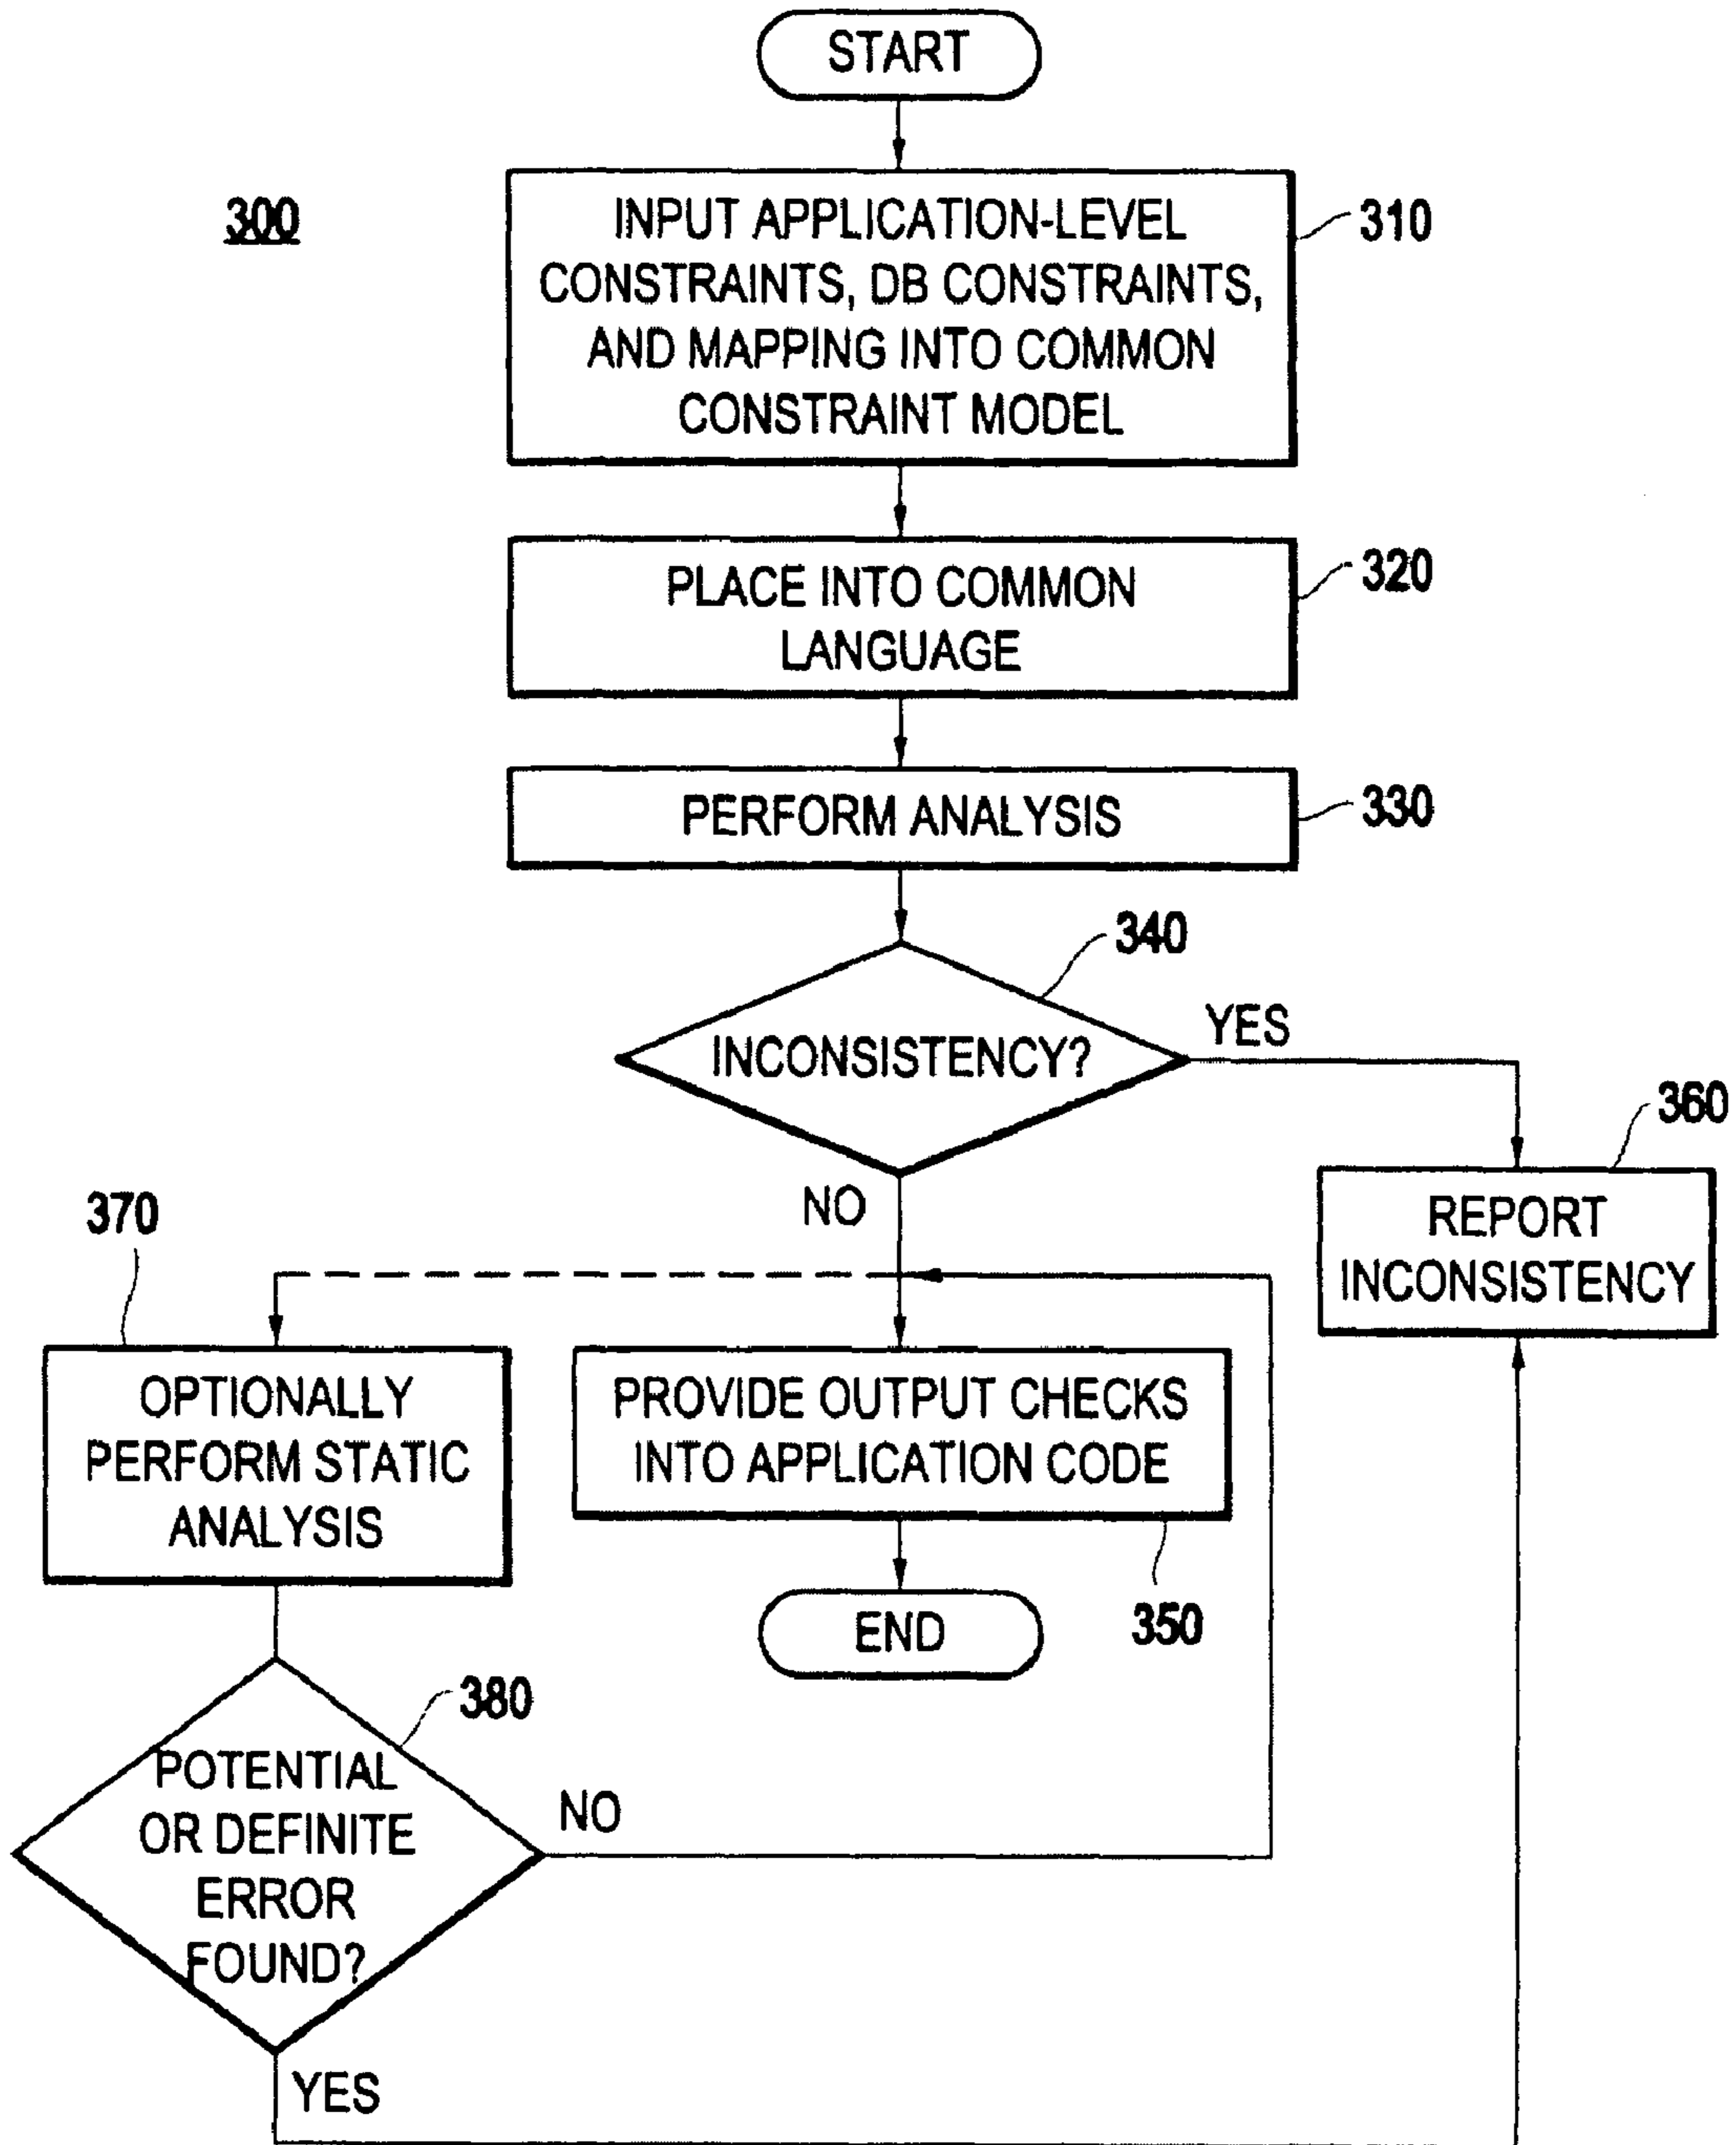 START
300
INPUT APPLICATION-LEVEL
CONSTRAINTS, DB CONSTRAINTS,
AND MAPPING INTO COMMON
CONSTRAINT MODEL
310
PLACE INTO COMMON
LANGUAGE
320
PERFORM ANALYSIS
330
340
INCONSISTENCY?
YES
NO
360
REPORT
INCONSISTENCY
370
OPTIONALLY
PERFORM STATIC
ANALYSIS
PROVIDE OUTPUT CHECKS
INTO APPLICATION CODE
350
END
380
POTENTIAL
OR DEFINITE
ERROR
FOUND?
NO
YES